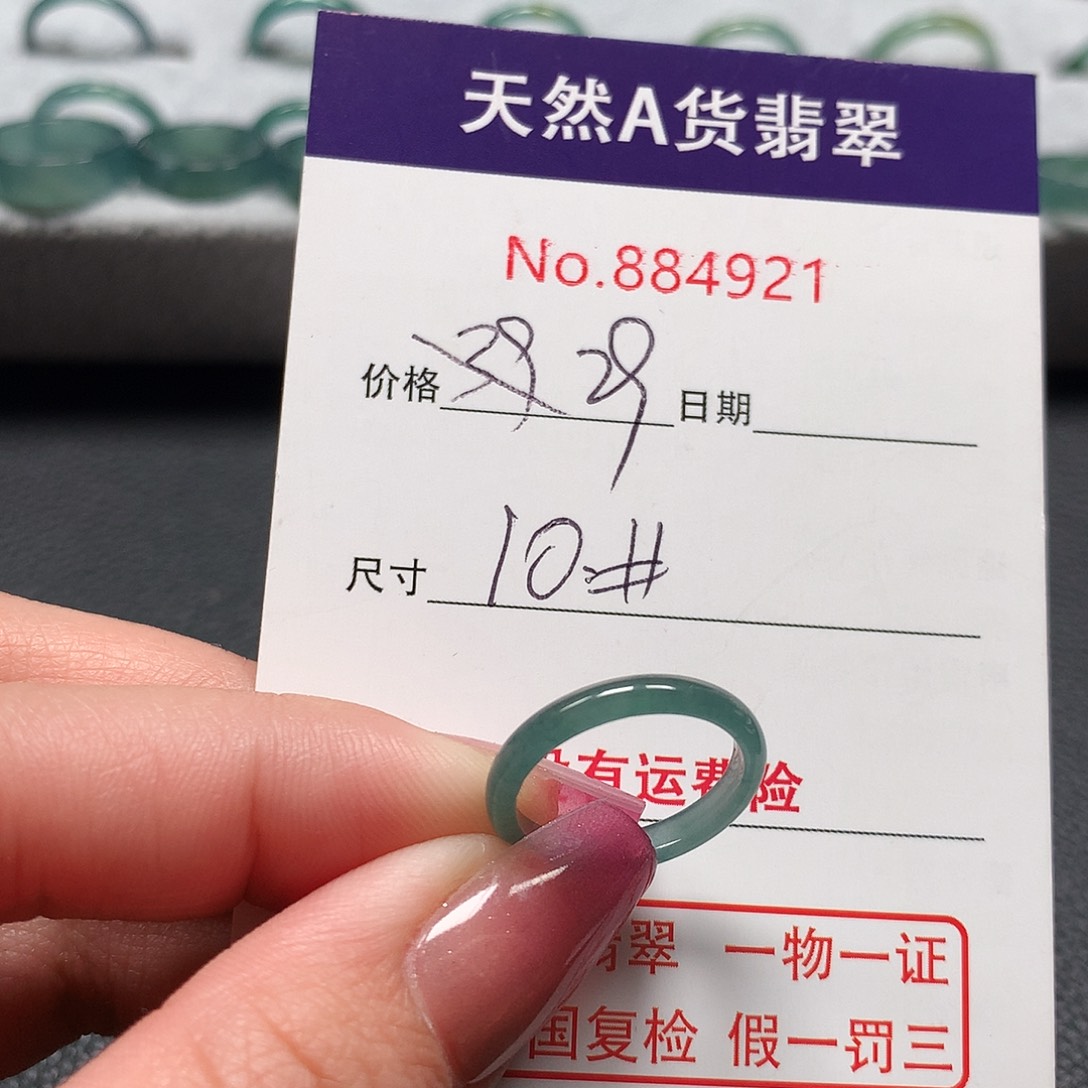 天然A货翡翠
No.884921
价格 29 日期
尺寸 10#
有运费险
翡翠 一物一证
国复检 假一罚三